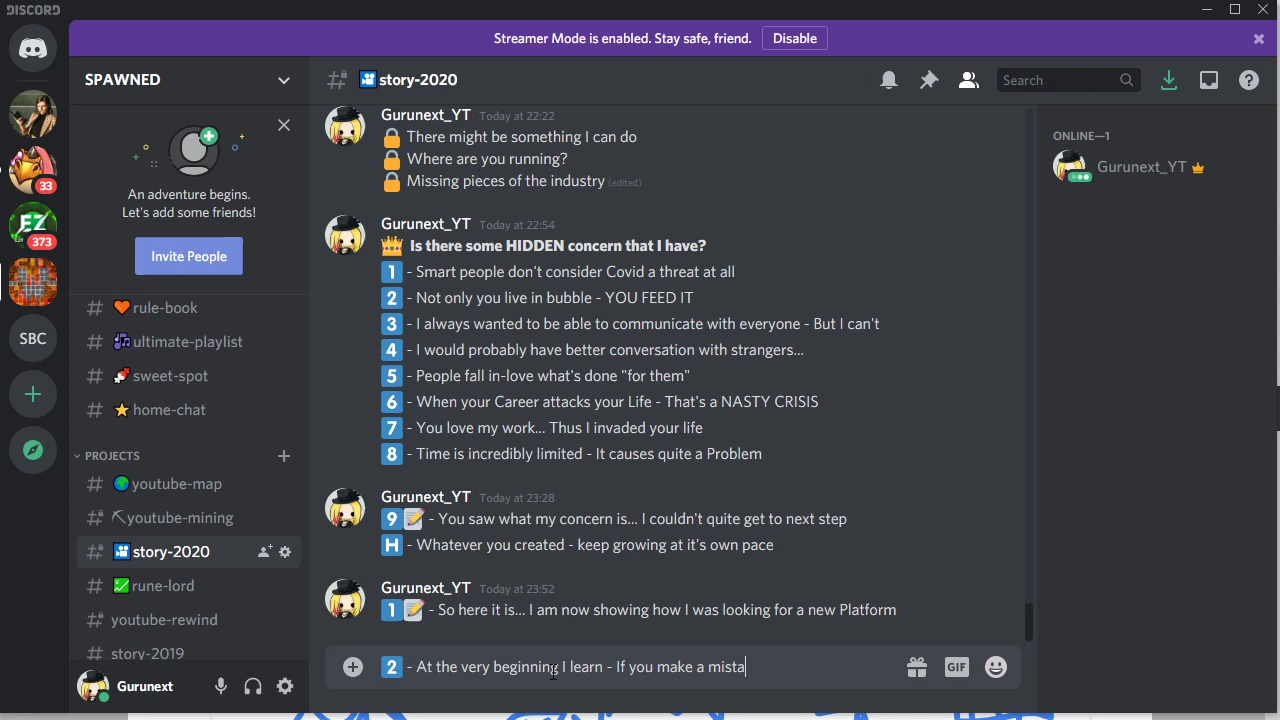 DISCORD
Streamer Mode is enabled. Stay safe, friend. Disable
SPAWNED
story-2020
Search
An adventure begins.
Let's add some friends!
Invite People
33
373
SBC
rule-book
ultimate-playlist
sweet-spot
home-chat
PROJECTS
youtube-map
youtube-mining
story-2020
rune-lord
youtube-rewind
story-2019
Gurunext
Gurunext_YT Today at 22:22
There might be something I can do
Where are you running?
Missing pieces of the industry (edited)
Gurunext_YT Today at 22:54
Is there some HIDDEN concern that I have?
1 - Smart people don't consider Covid a threat at all
2 - Not only you live in bubble - YOU FEED IT
3 - I always wanted to be able to communicate with everyone - But I can't
4 - I would probably have better conversation with strangers...
5 - People fall in-love what's done "for them"
6 - When your Career attacks your Life - That's a NASTY CRISIS
7 - You love my work... Thus I invaded your life
8 - Time is incredibly limited - It causes quite a Problem
Gurunext_YT Today at 23:28
9 - You saw what my concern is... I couldn't quite get to next step
H - Whatever you created - keep growing at it's own pace
Gurunext_YT Today at 23:52
1 - So here it is... I am now showing how I was looking for a new Platform
2 - At the very beginning I learn - If you make a mista
GIF
ONLINE—1
Gurunext_YT